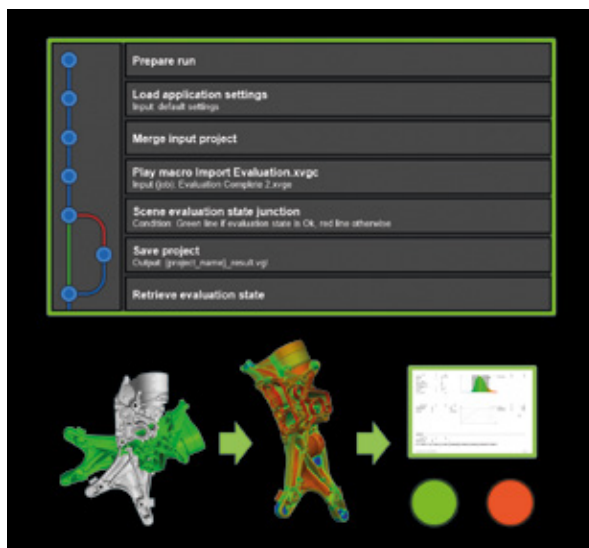 Prepare run
Load application settings
Input: default settings
Merge input project
Play macro Import Evaluation.xvgc
Input (job): Evaluation Complete 2.xvge
Scene evaluation state junction
Condition: Green line if evaluation state is Ok, red line otherwise
Save project
Output: {project_name}_result.vgl
Retrieve evaluation state